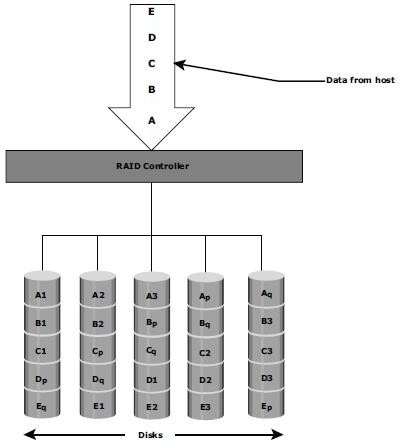 E
D
C
B
A
Data from host
RAID Controller
A1 A2 A3 Ap Aq
B1 B2 Bp Bq B3
C1 Cp Cq C2 C3
Dp Dq D1 D2 D3
Eq E1 E2 E3 Ep
Disks